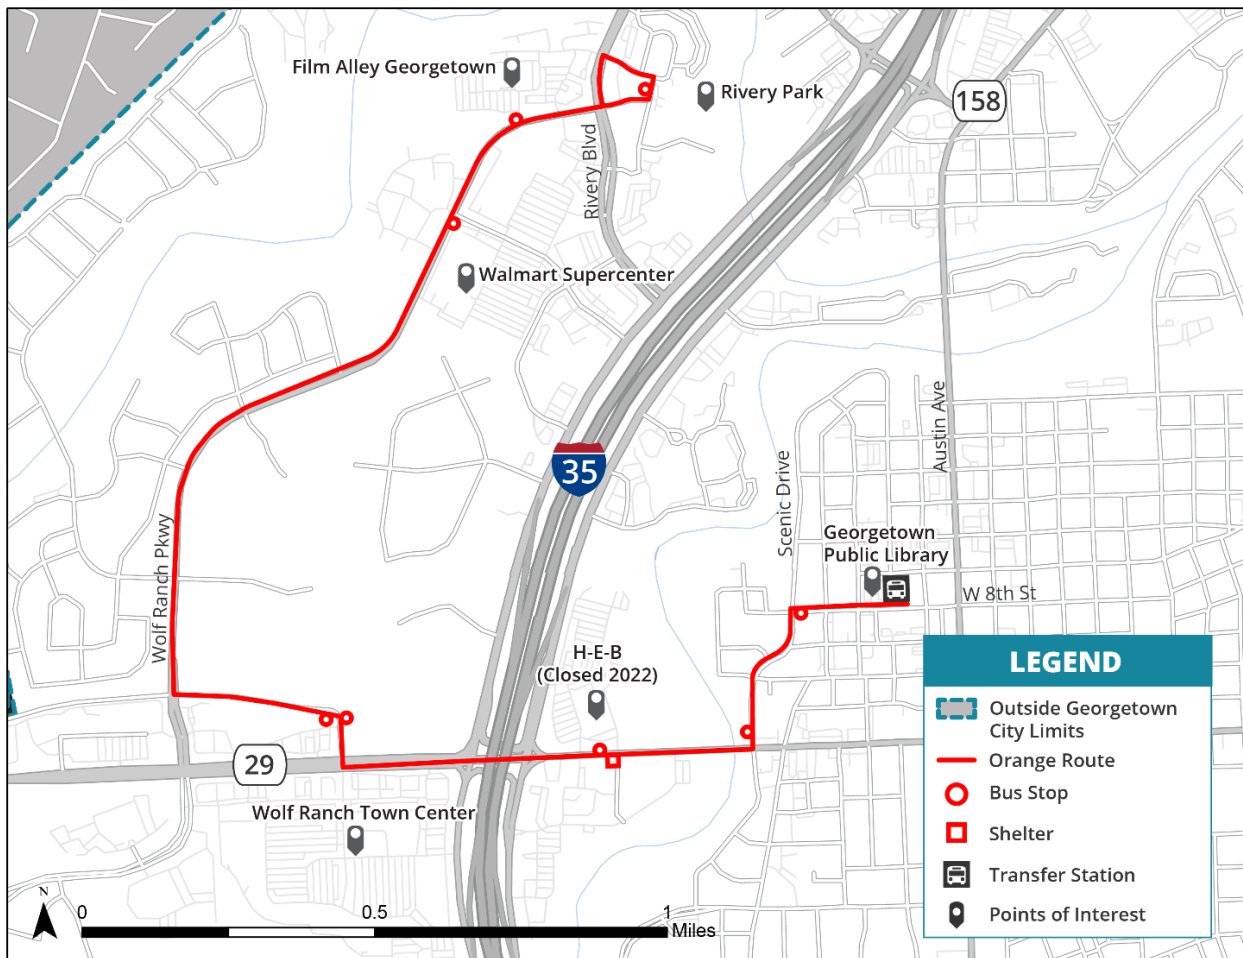 Film Alley Georgetown
Rivery Park
158
Rivery Blvd
Walmart Supercenter
Austin Ave
35
Scenic Drive
Wolf Ranch Pkwy
Georgetown
Public Library
W 8th St
H-E-B
(Closed 2022)
29
Wolf Ranch Town Center
LEGEND
Outside Georgetown
City Limits
Orange Route
Bus Stop
Shelter
Transfer Station
Points of Interest
N
0
0.5
1
Miles